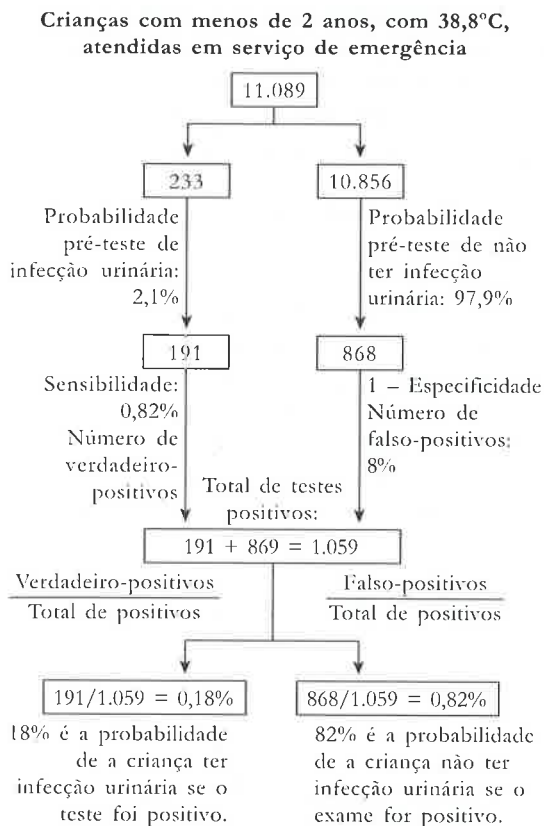 Crianças com menos de 2 anos, com 38,8ºC,
atendidas em serviço de emergência
11.089
233
10.856
Probabilidade
pré-teste de
infecção urinária:
2,1%
Probabilidade
pré-teste de não
ter infecção
urinária: 97,9%
191
868
Sensibilidade:
0,82%
Número de
verdadeiro-
positivos
1 – Especificidade
Número de
falso-positivos:
8%
Total de testes
positivos:
191 + 869 = 1.059
Verdadeiro-positivos
Total de positivos
Falso-positivos
Total de positivos
191/1.059 = 0,18%
868/1.059 = 0,82%
18% é a probabilidade
de a criança ter
infecção urinária se o
teste foi positivo.
82% é a probabilidade
de a criança não ter
infecção urinária se o
exame for positivo.